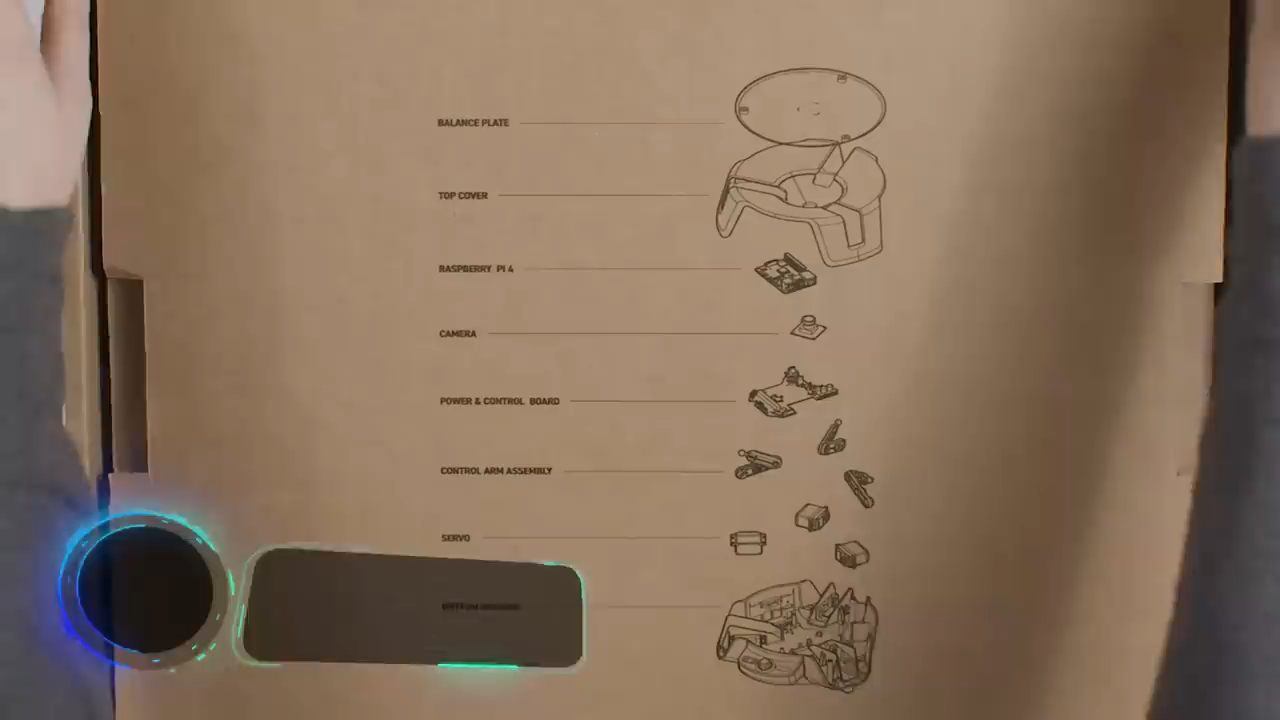 BALANCE PLATE
TOP COVER
RASPBERRY PI 4
CAMERA
POWER & CONTROL BOARD
CONTROL ARM ASSEMBLY
SERVO